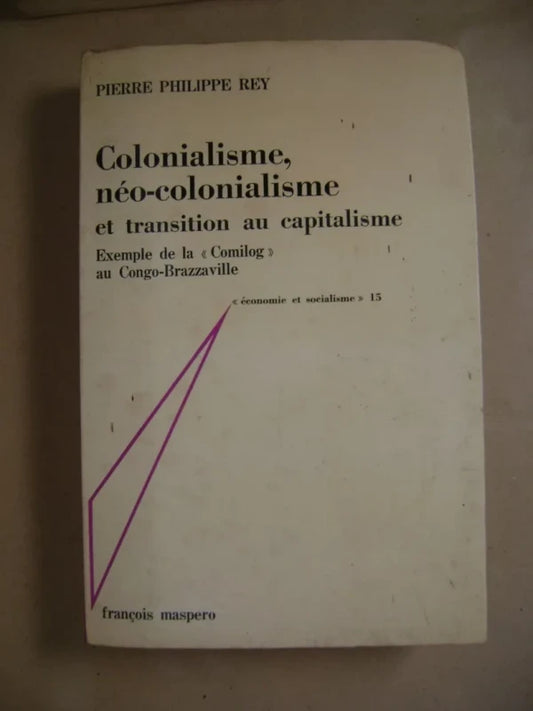 PIERRE PHILIPPE REY
Colonialisme,
néo-colonialisme
et transition au capitalisme
Exemple de la « Comilog »
au Congo-Brazzaville
« économie et socialisme » 15
françois maspero